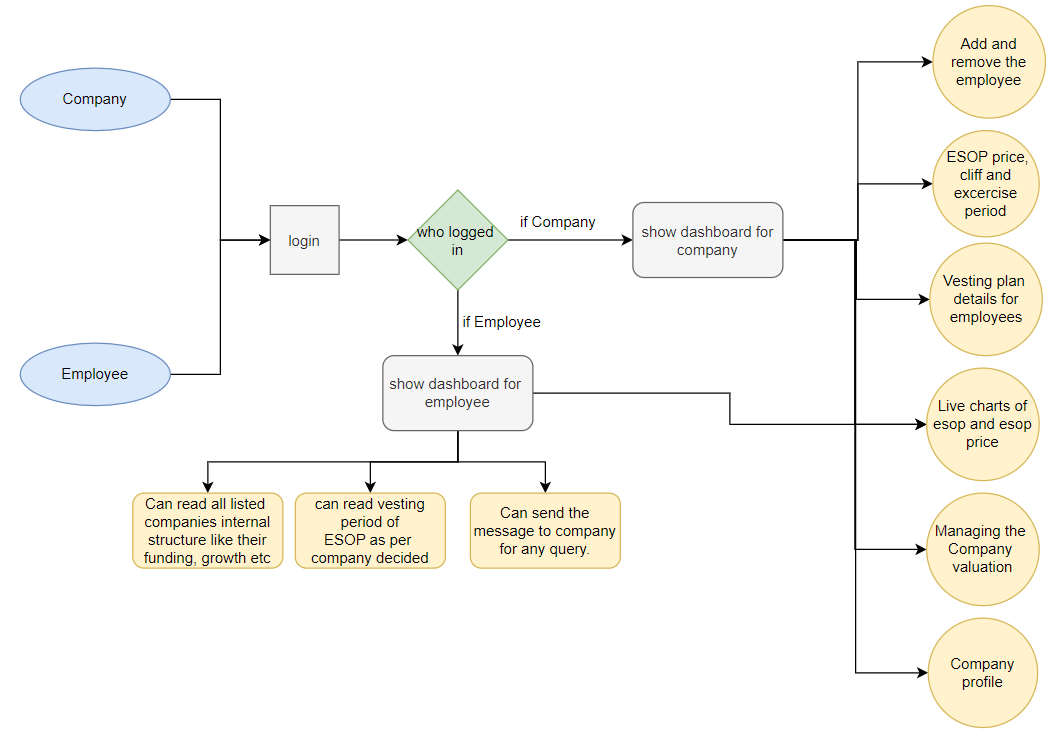 Add and
remove the
employee
Company
ESOP price,
cliff and
excercise
period
if Company
login
who logged
in
show dashboard for
company
Vesting plan
details for
employees
if Employee
Employee
show dashboard for
employee
Live charts of
esop and esop
price
Can read all listed
companies internal
structure like their
funding, growth etc
can read vesting
period of
ESOP as per
company decided
Can send the
message to company
for any query.
Managing the
Company
valuation
Company
profile